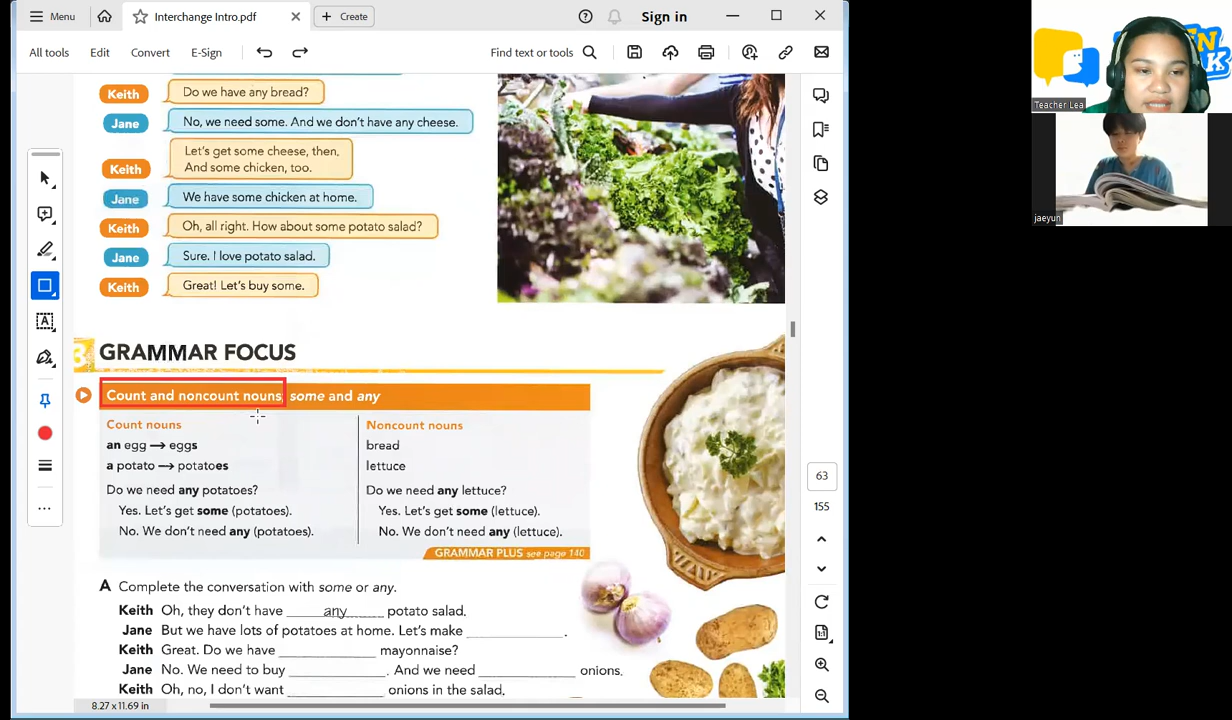 Menu
Interchange Intro.pdf
Create
Sign in
All tools
Edit
Convert
E-Sign
Find text or tools
Keith
Do we have any bread?
Jane
No, we need some. And we don't have any cheese.
Keith
Let's get some cheese, then,
And some chicken, too.
Jane
We have some chicken at home.
Keith
Oh, all right. How about some potato salad?
Jane
Sure. I love potato salad.
Keith
Great! Let's buy some.
3 GRAMMAR FOCUS
Count and noncount nouns; some and any
Count nouns
an egg → eggs
a potato → potatoes
Do we need any potatoes?
Yes. Let's get some (potatoes).
No. We don't need any (potatoes).
Noncount nouns
bread
lettuce
Do we need any lettuce?
Yes. Let's get some (lettuce).
No. We don't need any (lettuce).
GRAMMAR PLUS see page 140
A Complete the conversation with some or any.
Keith Oh, they don't have any potato salad.
Jane But we have lots of potatoes at home. Let's make ____.
Keith Great. Do we have ____ mayonnaise?
Jane No. We need to buy ____. And we need ____ onions.
Keith Oh, no, I don't want ____ onions in the salad.
8.27 x 11.69 in
63
155
1:1
Teacher Lea
jaeyun